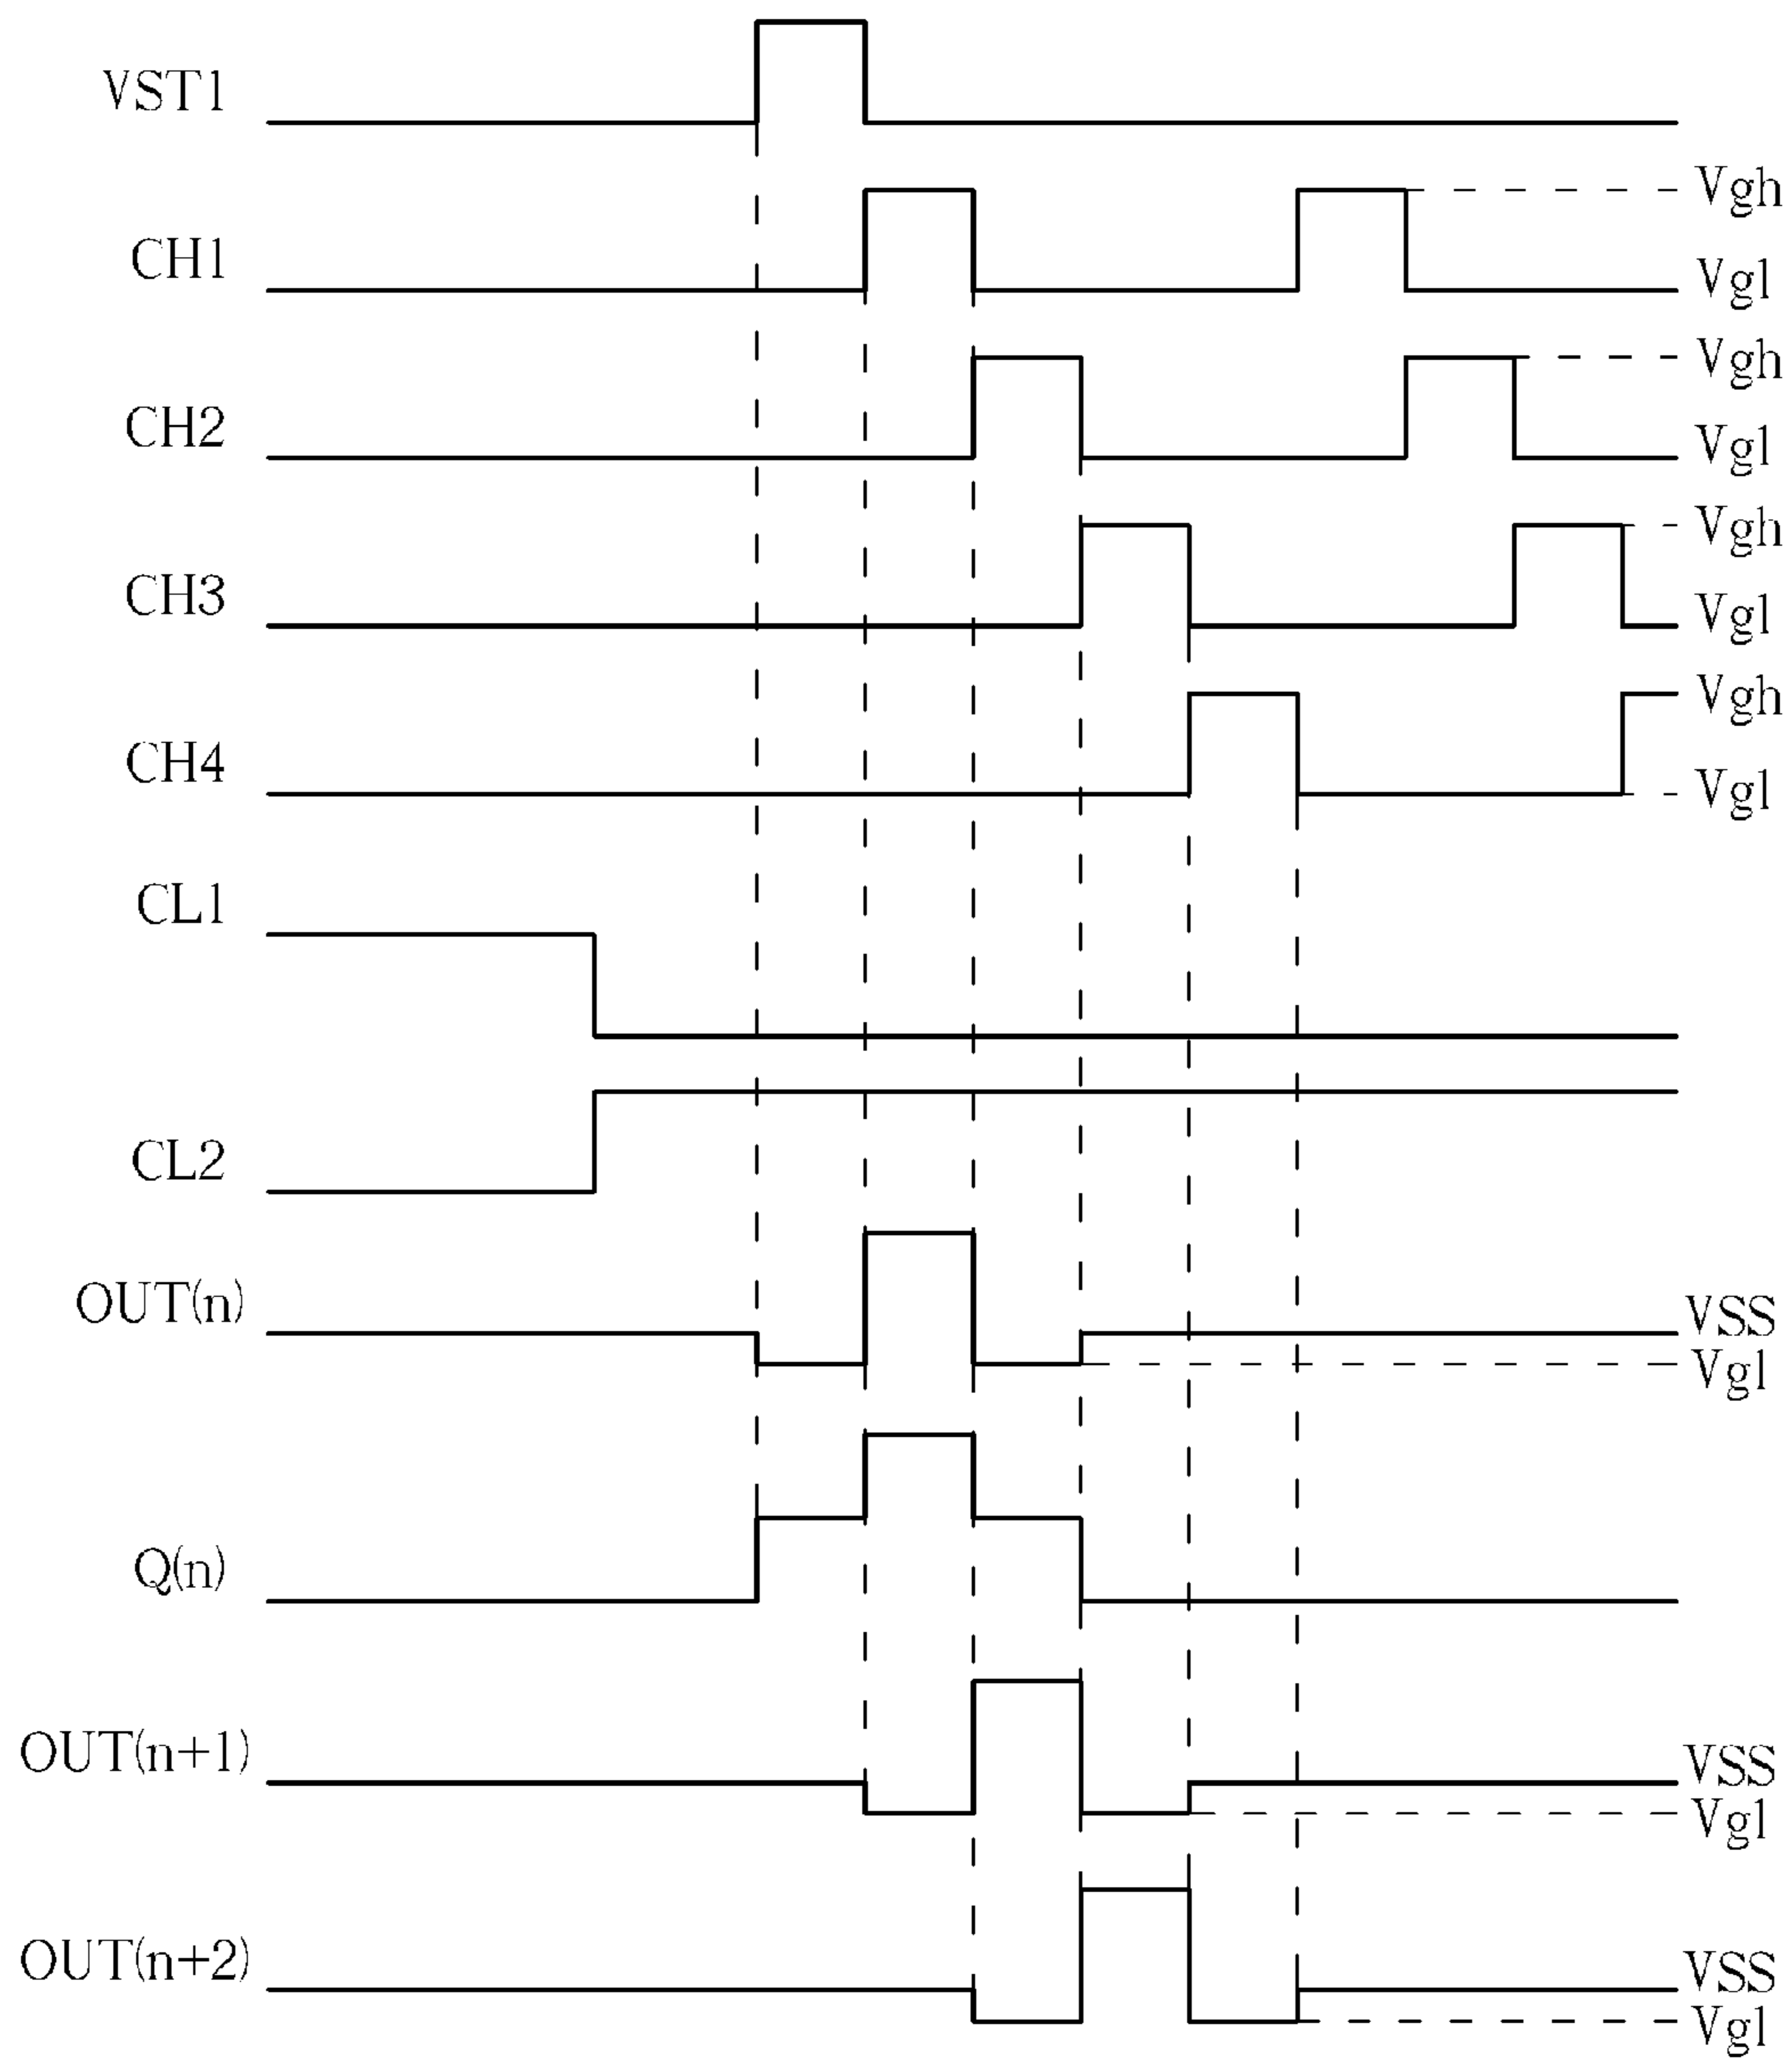 VST1
Vgh
CH1
Vgl
Vgh
CH2
Vgl
Vgh
CH3
Vgl
Vgh
CH4
Vgl
CL1
CL2
OUT(n)
VSS
Vgl
Q(n)
OUT(n+1)
VSS
Vgl
OUT(n+2)
VSS
Vgl